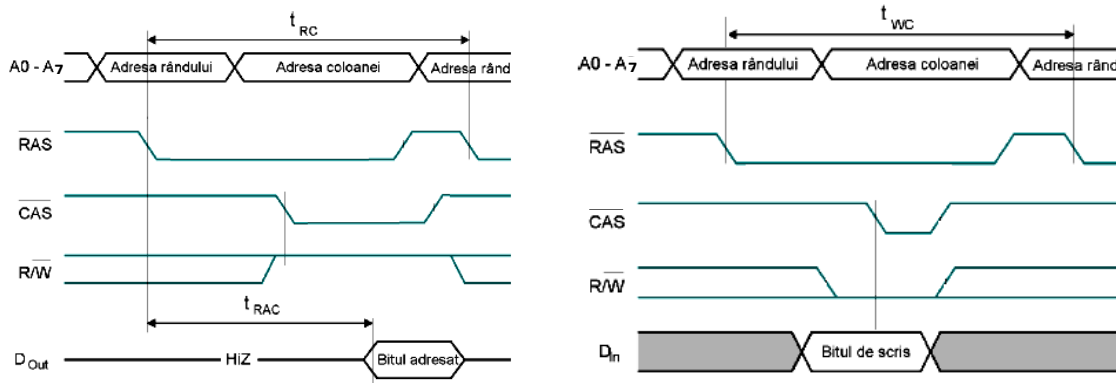 t RC
A0 - A7
Adresa rândului
Adresa coloanei
Adresa rând
RAS
CAS
R/W
t RAC
D Out
HiZ
Bitul adresat
t WC
A0 - A7
Adresa rândului
Adresa coloanei
Adresa rând
RAS
CAS
R/W
D In
Bitul de scris